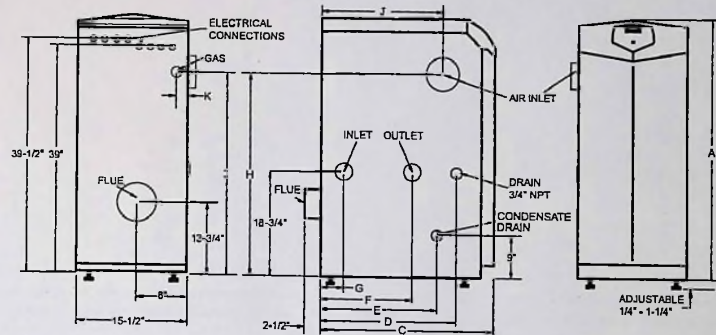 ELECTRICAL
CONNECTIONS
GAS
K
39-1/2"
39"
FLUE
13-3/4"
8"
15-1/2"
J
H
AIR INLET
INLET
OUTLET
FLUE
18-3/4"
DRAIN
3/4" NPT
CONDENSATE
DRAIN
9"
G
F
E
D
C
2-1/2"
A
ADJUSTABLE
1/4" - 1-1/4"